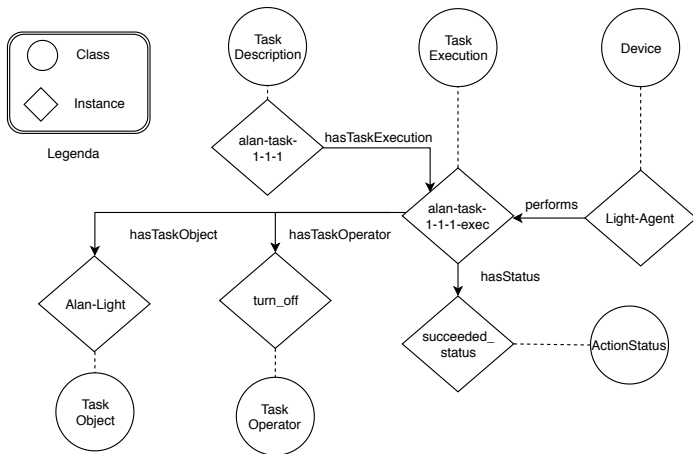 Class
Instance
Legenda
Task
Description
Task
Execution
Device
alan-task-
1-1-1
hasTaskExecution
alan-task-
1-1-1-exec
performs
Light-Agent
hasTaskObject
hasTaskOperator
hasStatus
Alan-Light
turn_off
succeeded_
status
ActionStatus
Task
Object
Task
Operator